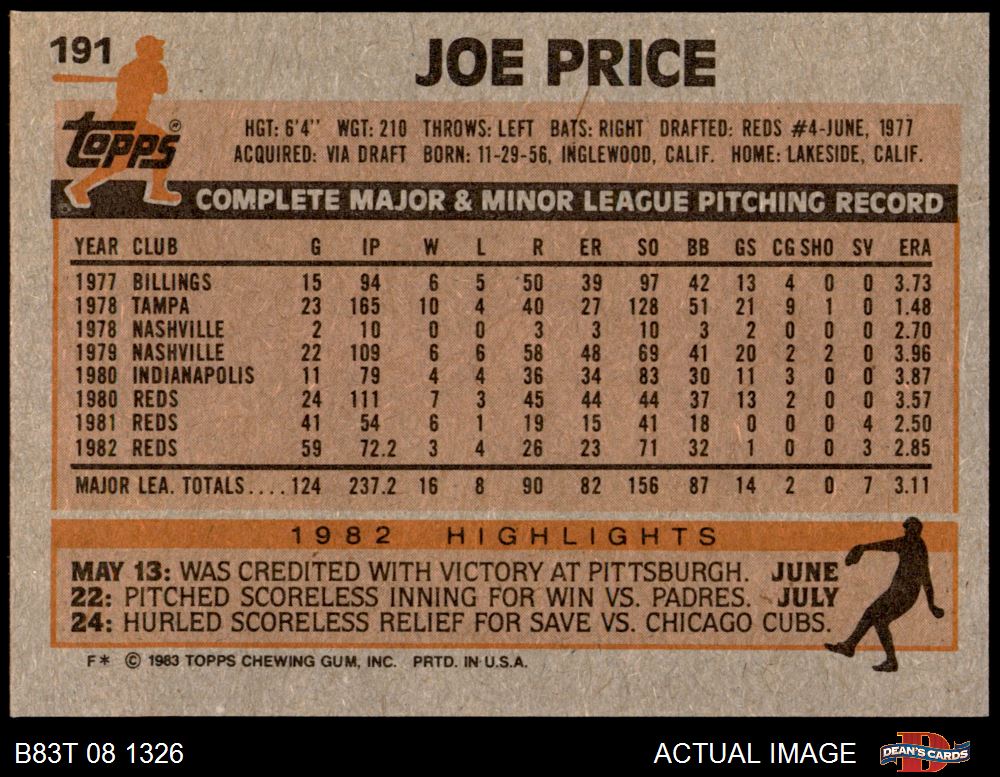 191
JOE PRICE
Topps®
HGT: 6'4" WGT: 210 THROWS: LEFT BATS: RIGHT DRAFTED: REDS #4-JUNE, 1977
ACQUIRED: VIA DRAFT BORN: 11-29-56, INGLEWOOD, CALIF. HOME: LAKESIDE, CALIF.
COMPLETE MAJOR & MINOR LEAGUE PITCHING RECORD
YEAR CLUB G IP W L R ER SO BB GS CG SHO SV ERA
1977 BILLINGS 15 94 6 5 50 39 97 42 13 4 0 0 3.73
1978 TAMPA 23 165 10 4 40 27 128 51 21 9 1 0 1.48
1978 NASHVILLE 2 10 0 0 3 3 10 3 2 0 0 0 2.70
1979 NASHVILLE 22 109 6 6 58 48 69 41 20 2 2 0 3.96
1980 INDIANAPOLIS 11 79 4 4 36 34 83 30 11 3 0 0 3.87
1980 REDS 24 111 7 3 45 44 44 37 13 2 0 0 3.57
1981 REDS 41 54 6 1 19 15 41 18 0 0 0 4 2.50
1982 REDS 59 72.2 3 4 26 23 71 32 1 0 0 3 2.85
MAJOR LEA. TOTALS....124 237.2 16 8 90 82 156 87 14 2 0 7 3.11
1982 HIGHLIGHTS
MAY 13: WAS CREDITED WITH VICTORY AT PITTSBURGH. JUNE
22: PITCHED SCORELESS INNING FOR WIN VS. PADRES. JULY
24: HURLED SCORELESS RELIEF FOR SAVE VS. CHICAGO CUBS.
F* © 1983 TOPPS CHEWING GUM, INC. PRTD. IN U.S.A.
B83T 08 1326
ACTUAL IMAGE
DEAN'S CARDS